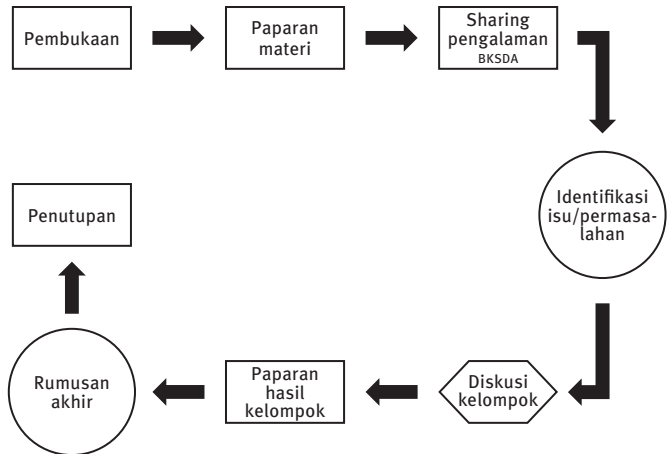 Pembukaan
Paparan
materi
Sharing
pengalaman
BKSDA
Identifikasi
isu/permasa-
lahan
Diskusi
kelompok
Paparan
hasil
kelompok
Rumusan
akhir
Penutupan